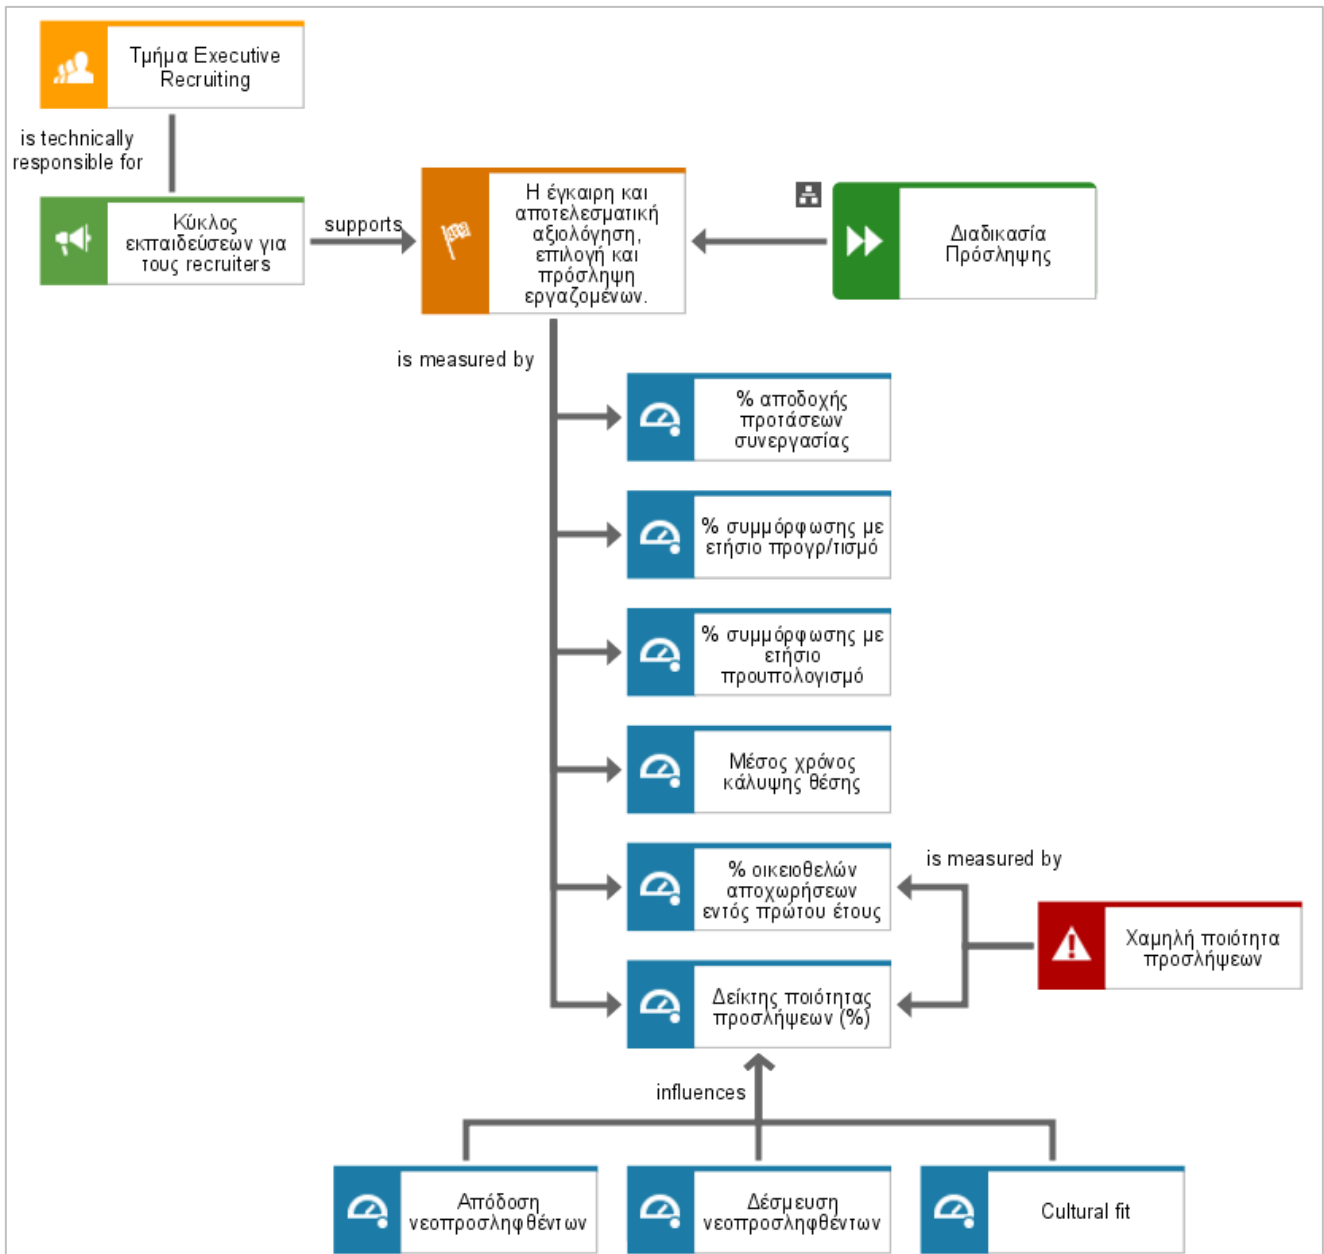 Τμήμα Executive
Recruiting
is technically
responsible for
Κύκλος
εκπαιδεύσεων για
τους recruiters
supports
Η έγκαιρη και
αποτελεσματική
αξιολόγηση,
επιλογή και
πρόσληψη
εργαζομένων.
Διαδικασία
Πρόσληψης
is measured by
% αποδοχής
προτάσεων
συνεργασίας
% συμμόρφωσης με
ετήσιο προγρ/τισμό
% συμμόρφωσης με
ετήσιο
προυπολογισμό
Μέσος χρόνος
κάλυψης θέσης
% οικειοθελών
αποχωρήσεων
εντός πρώτου έτους
is measured by
Χαμηλή ποιότητα
προσλήψεων
Δείκτης ποιότητας
προσλήψεων (%)
influences
Απόδοση
νεοπροσληφθέντων
Δέσμευση
νεοπροσληφθέντων
Cultural fit